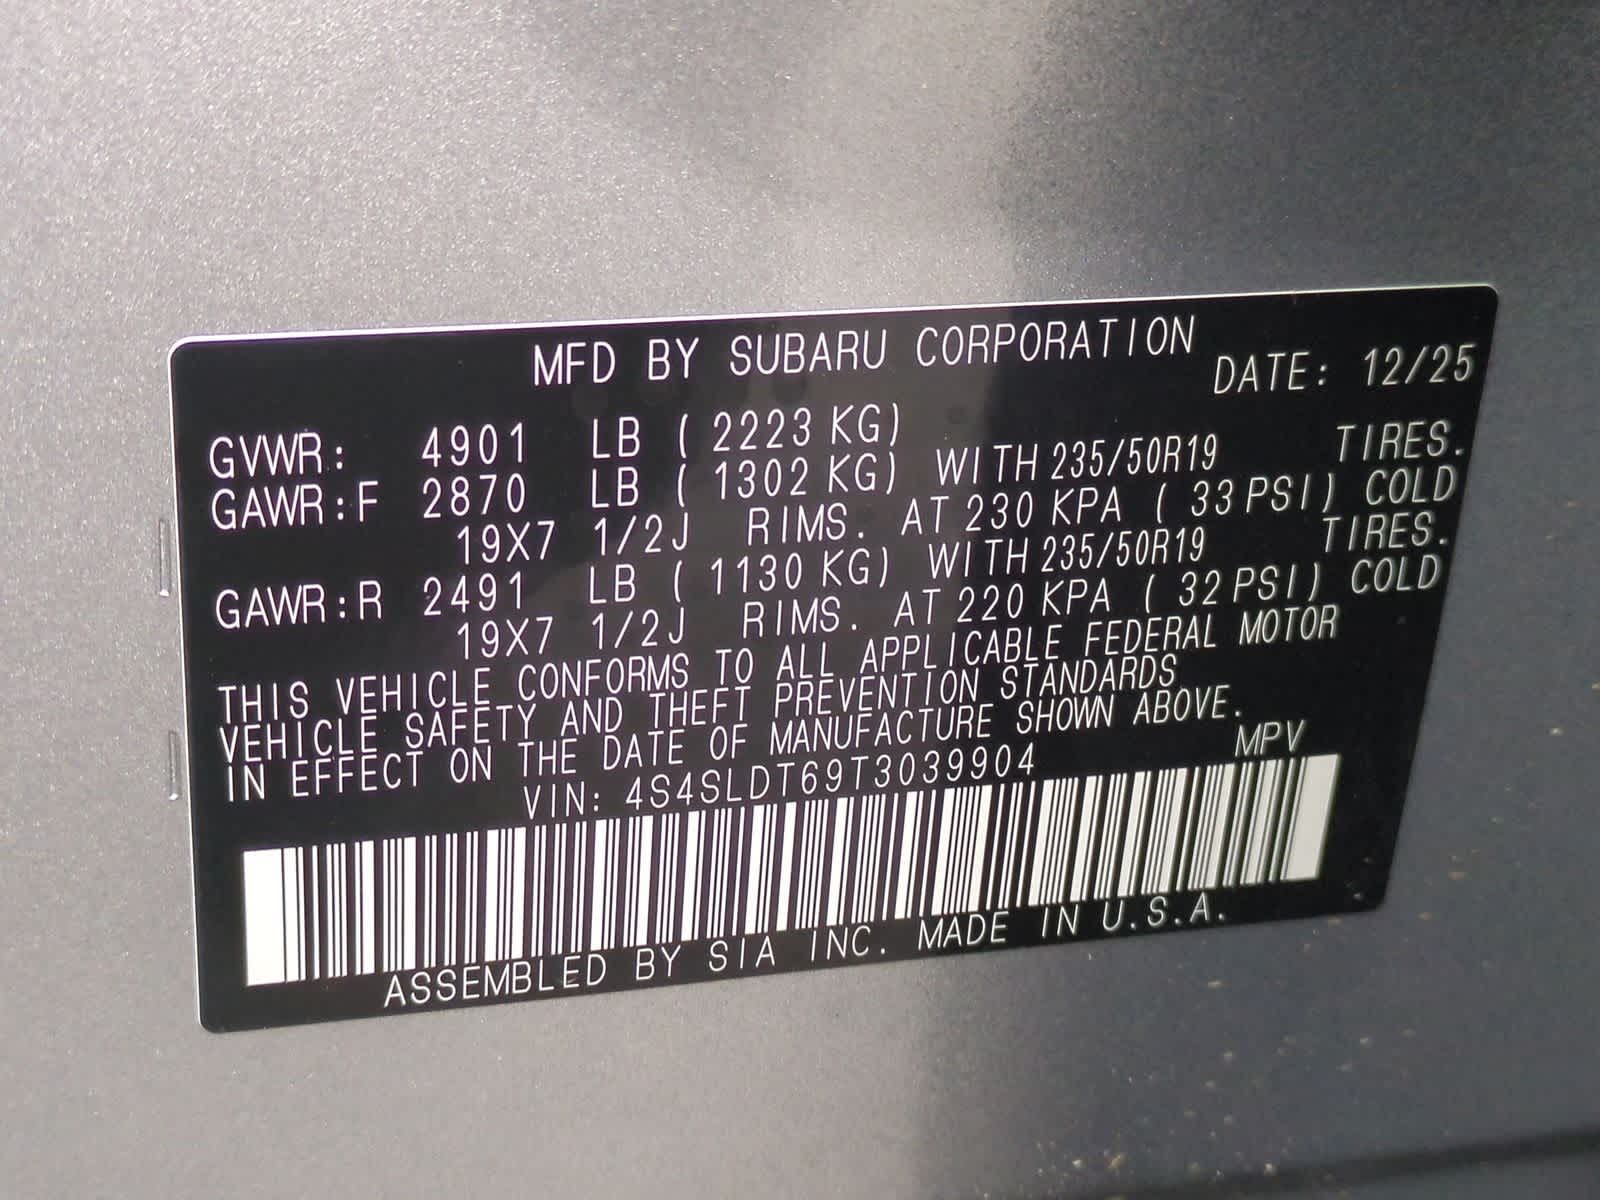 MFD BY SUBARU CORPORATION DATE: 12/25
GVWR: 4901 LB ( 2223 KG)
GAWR:F 2870 LB ( 1302 KG) WITH 235/50R19 TIRES.
19X7 1/2J RIMS. AT 230 KPA ( 33 PSI) COLD
GAWR:R 2491 LB ( 1130 KG) WITH 235/50R19 TIRES.
19X7 1/2J RIMS. AT 220 KPA ( 32 PSI) COLD
THIS VEHICLE CONFORMS TO ALL APPLICABLE FEDERAL MOTOR
VEHICLE SAFETY AND THEFT PREVENTION STANDARDS
IN EFFECT ON THE DATE OF MANUFACTURE SHOWN ABOVE.
VIN: 4S4SLDT69T3039904 MPV
ASSEMBLED BY SIA INC. MADE IN U.S.A.